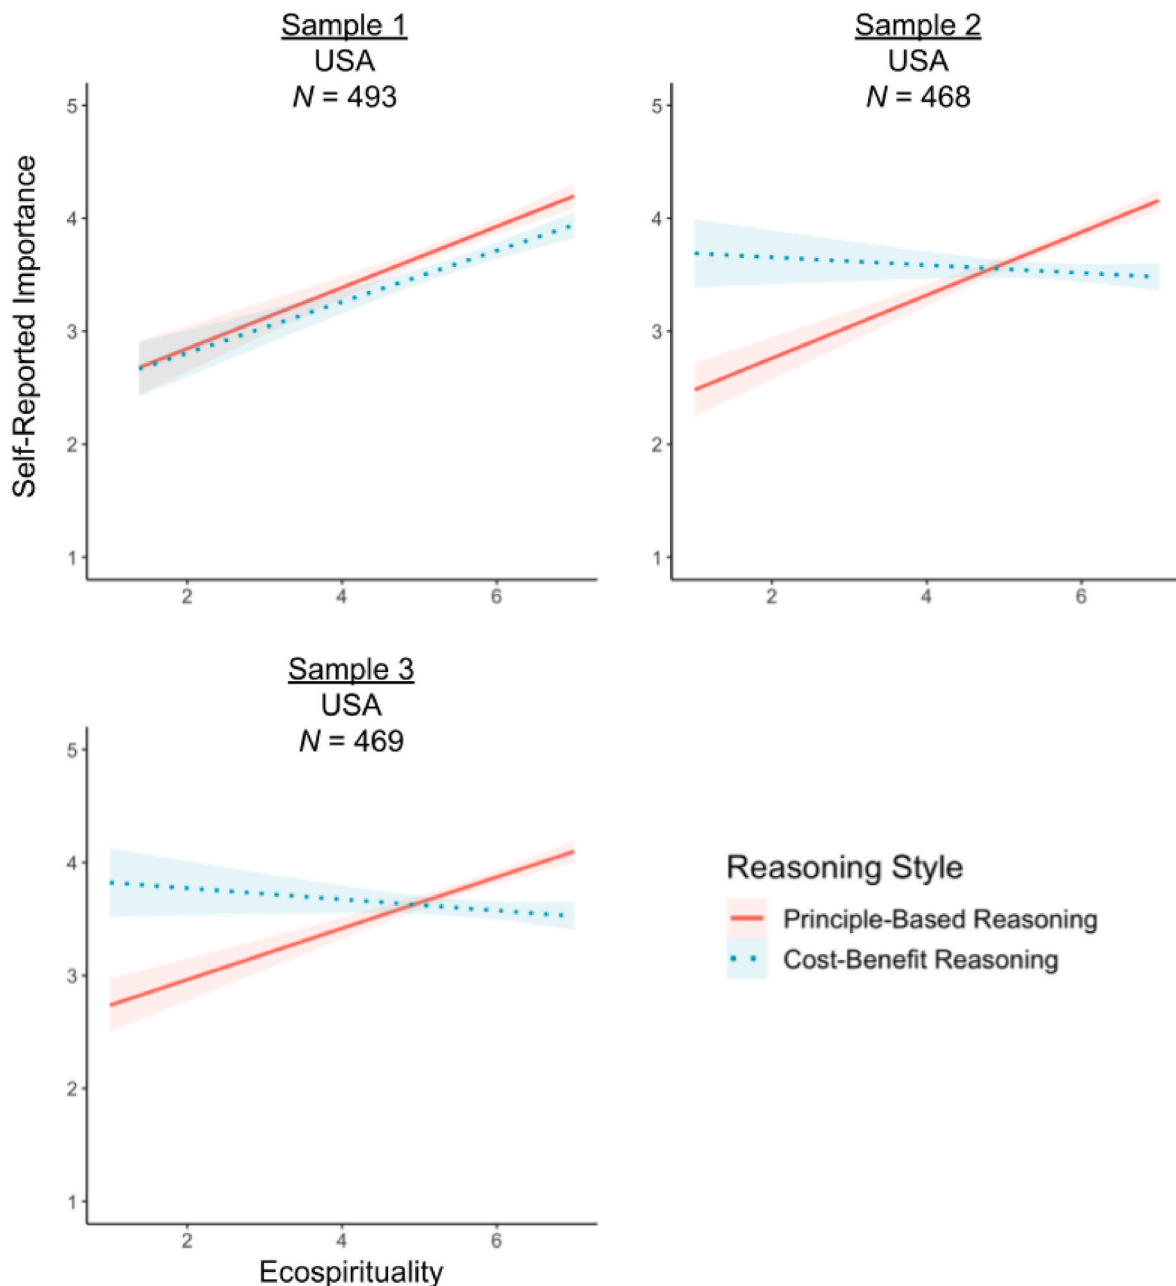 Sample 1
USA
N = 493
Sample 2
USA
N = 468
Self-Reported Importance
5
4
3
2
1
2
4
6
5
4
3
2
1
2
4
6
Sample 3
USA
N = 469
5
4
3
2
1
2
4
6
Ecospirituality
Reasoning Style
Principle-Based Reasoning
Cost-Benefit Reasoning